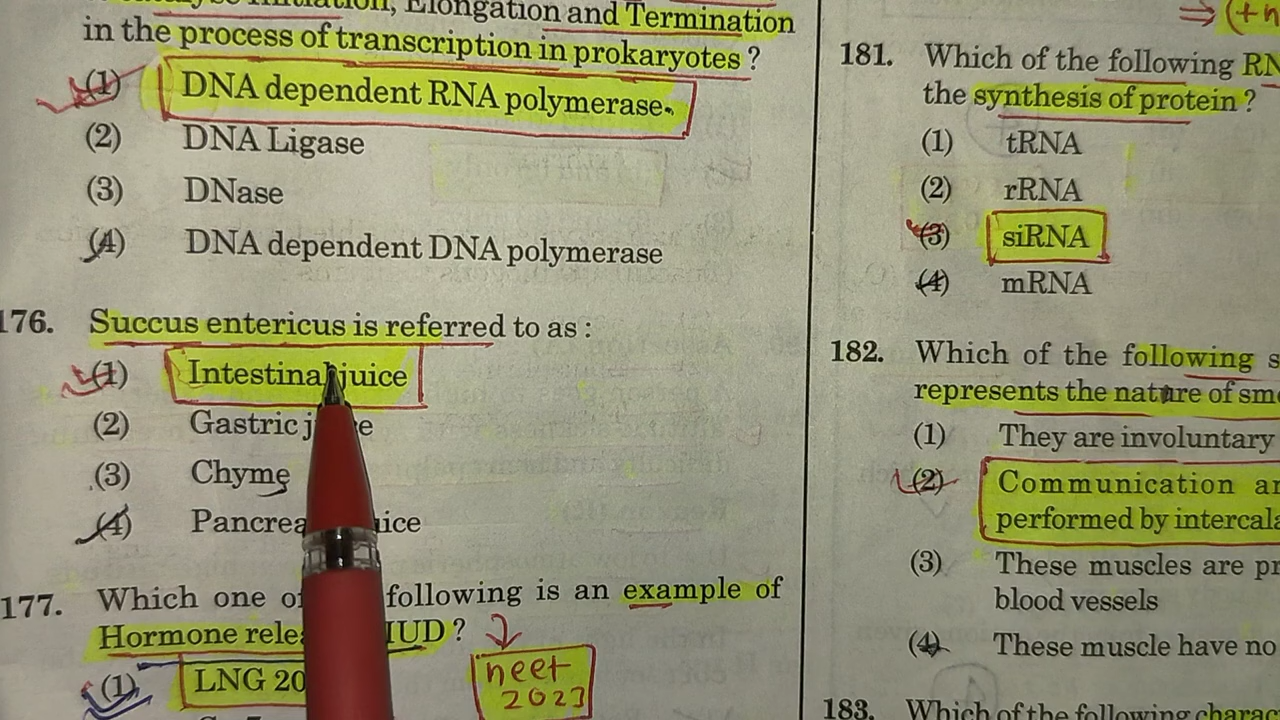 Initiation, Elongation and Termination
in the process of transcription in prokaryotes ?
(1) DNA dependent RNA polymerase
(2) DNA Ligase
(3) DNase
(4) DNA dependent DNA polymerase
176. Succus entericus is referred to as :
(1) Intestinal juice
(2) Gastric
(3) Chyme
(4)
177. Which one of following is an example of
Hormone IUD ?
(1) LNG 20
neet
2023
181. Which of the following
the synthesis of protein ?
(1) tRNA
(2) rRNA
(3) siRNA
(4) mRNA
182. Which of the following
represents the nature of
(1) They are involuntary
(2) Communication
performed by
(3) These muscles are
blood vessels
(4) These muscle have no
183. Which of the following